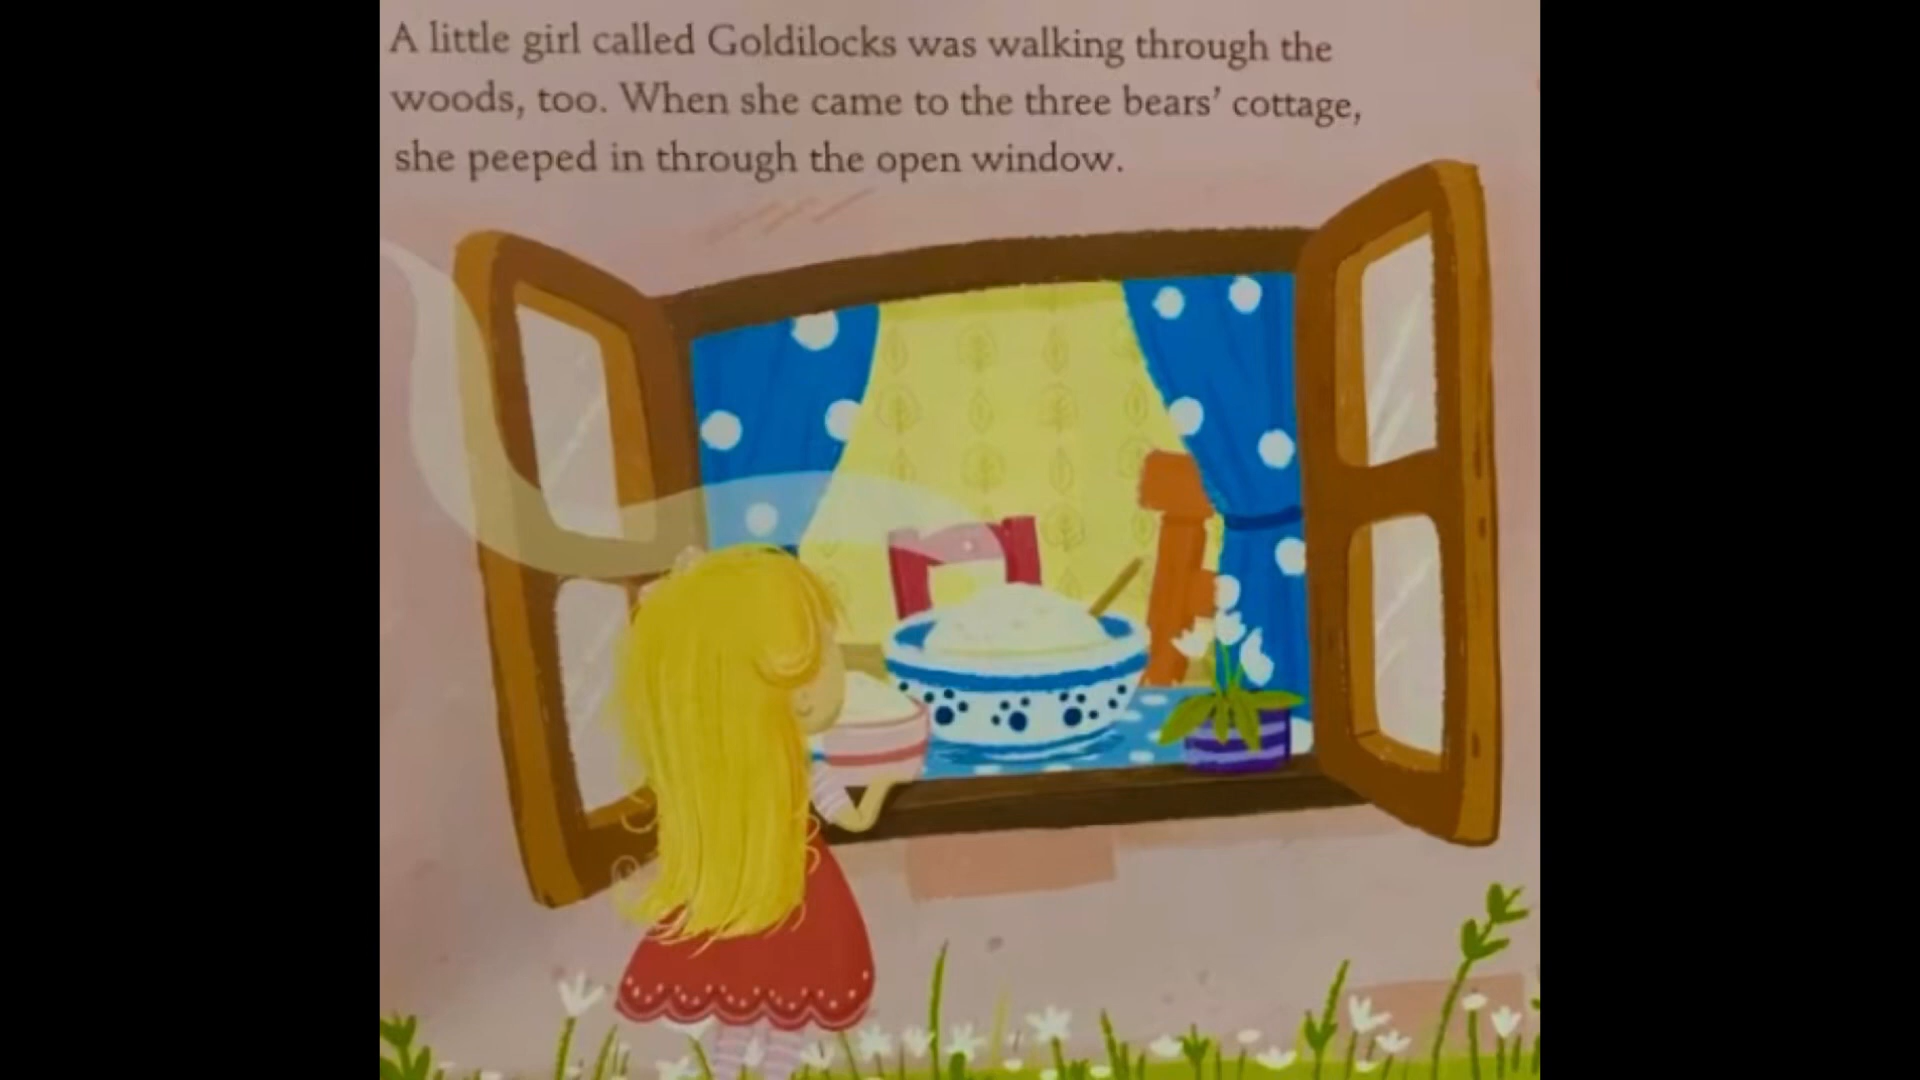 A little girl called Goldilocks was walking through the
woods, too. When she came to the three bears' cottage,
she peeped in through the open window.